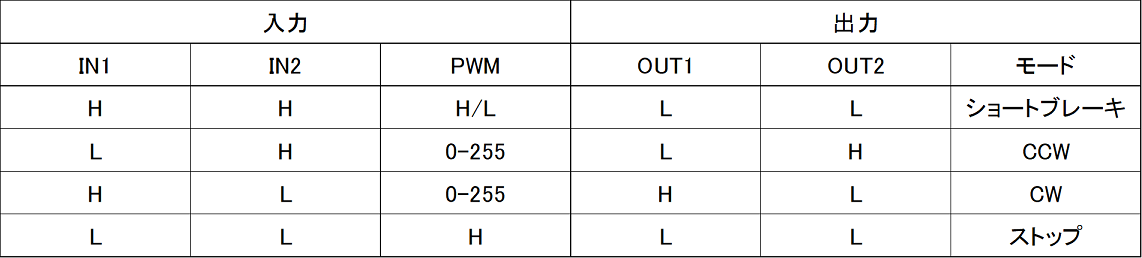 入力 出力
IN1 IN2 PWM OUT1 OUT2 モード
H H H/L L L ショートブレーキ
L H 0-255 L H CCW
H L 0-255 H L CW
L L H L L ストップ